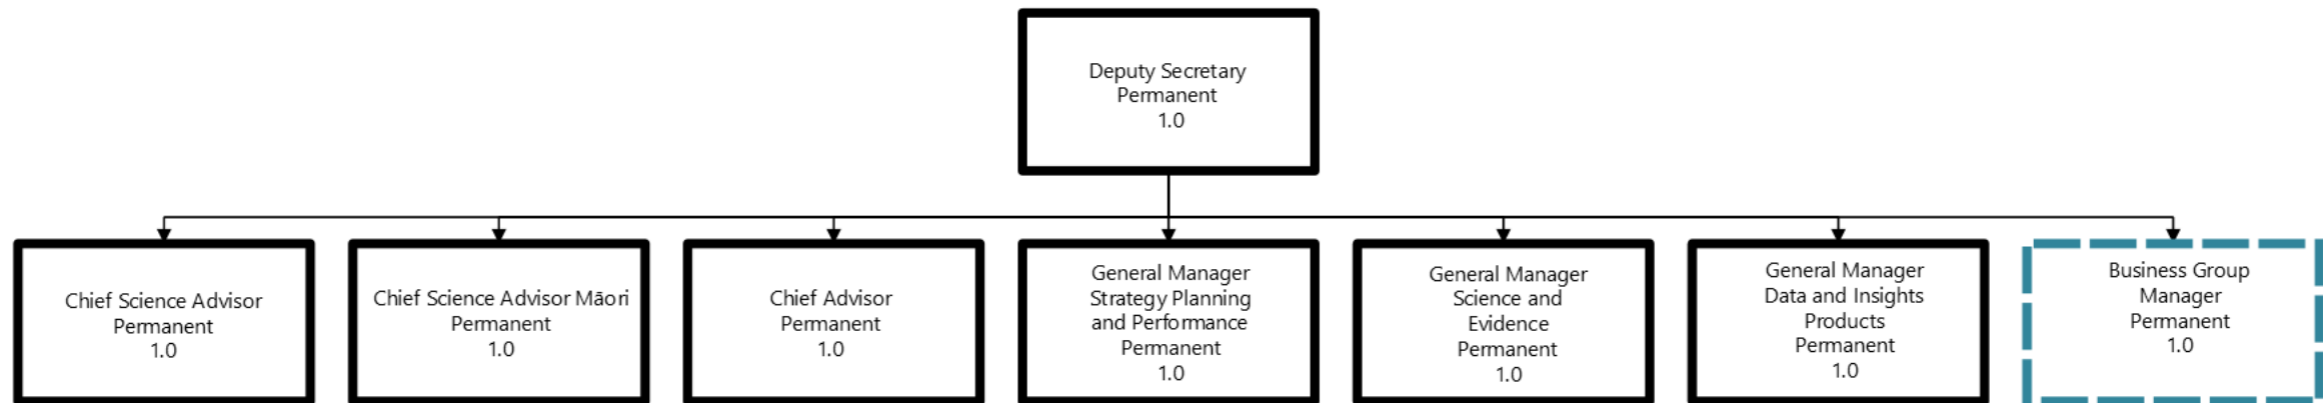 Deputy Secretary
Permanent
1.0
Chief Science Advisor
Permanent
1.0
Chief Science Advisor Māori
Permanent
1.0
Chief Advisor
Permanent
1.0
General Manager
Strategy Planning
and Performance
Permanent
1.0
General Manager
Science and
Evidence
Permanent
1.0
General Manager
Data and Insights
Products
Permanent
1.0
Business Group
Manager
Permanent
1.0